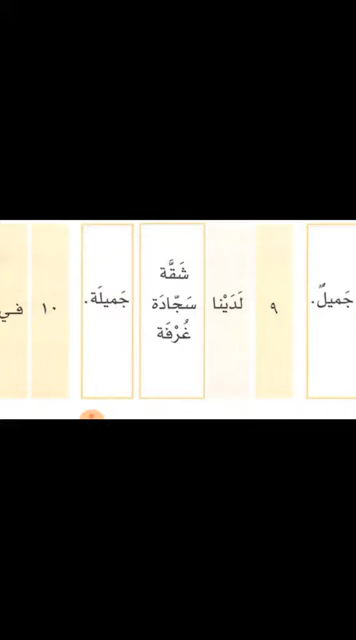 جَميلٌ.
٩
لَدَيْنا
شَقَّة
سَجّادَة
غُرْفَة
جَميلَة.
١٠
في